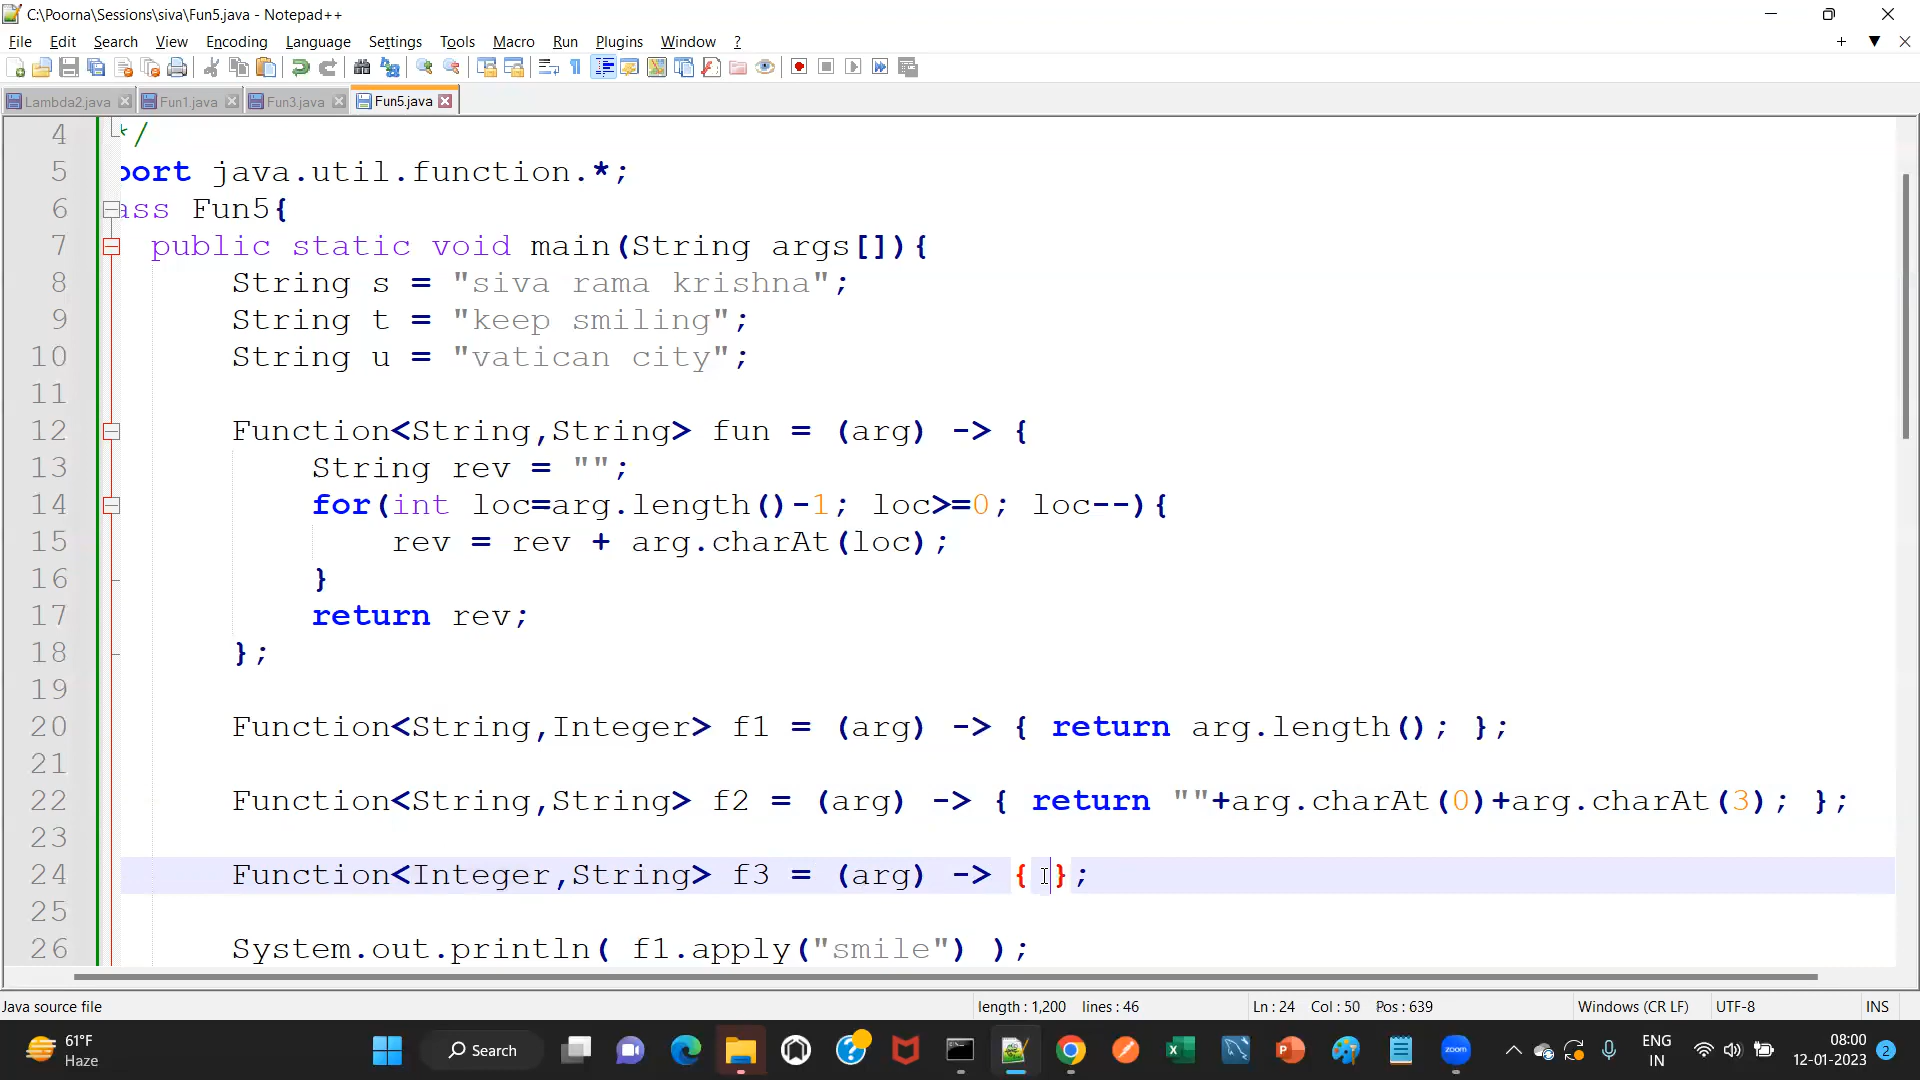 C:\Poorna\Sessions\siva\Fun5.java - Notepad++
File Edit Search View Encoding Language Settings Tools Macro Run Plugins Window ?
Lambda2.java Fun1.java Fun3.java Fun5.java
4 */
5 port java.util.function.*;
6 ass Fun5{
7 public static void main(String args[]){
8 String s = "siva rama krishna";
9 String t = "keep smiling";
10 String u = "vatican city";
11
12 Function<String,String> fun = (arg) -> {
13 String rev = "";
14 for(int loc=arg.length()-1; loc>=0; loc--){
15 rev = rev + arg.charAt(loc);
16 }
17 return rev;
18 };
19
20 Function<String,Integer> f1 = (arg) -> { return arg.length(); };
21
22 Function<String,String> f2 = (arg) -> { return ""+arg.charAt(0)+arg.charAt(3); };
23
24 Function<Integer,String> f3 = (arg) -> { };
25
26 System.out.println( f1.apply("smile") );
Java source file length : 1,200 lines : 46 Ln : 24 Col : 50 Pos : 639 Windows (CR LF) UTF-8 INS
61°F
Haze
Search
zoom
ENG
IN
08:00
12-01-2023
2